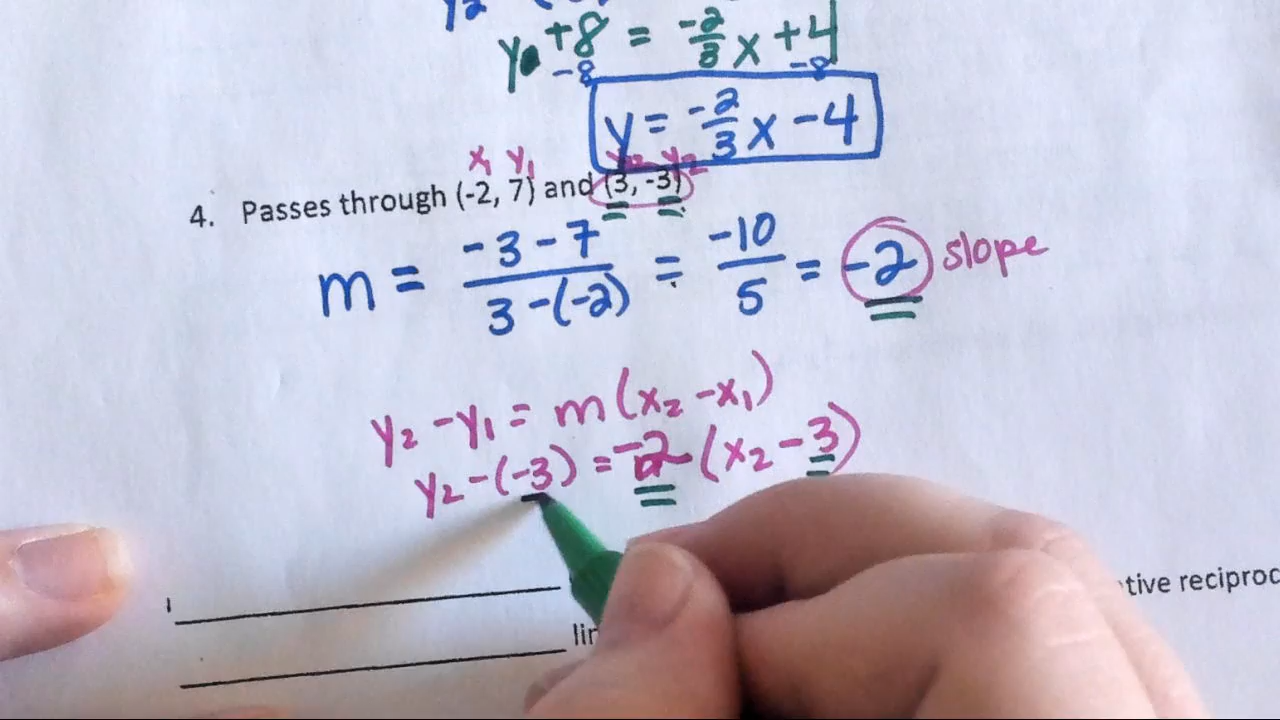 y₂
y +8 = -2/3 x +4
-8 -8
y = -2/3 x - 4
x₁ y₁ y₂
4. Passes through (-2, 7) and (3, -3)
m = -3 - 7 / 3 - (-2) = -10 / 5 = -2 slope
y₂ - y₁ = m(x₂ - x₁)
y₂ - (-3) = -2 (x₂ - 3)
tive reciproc
lin